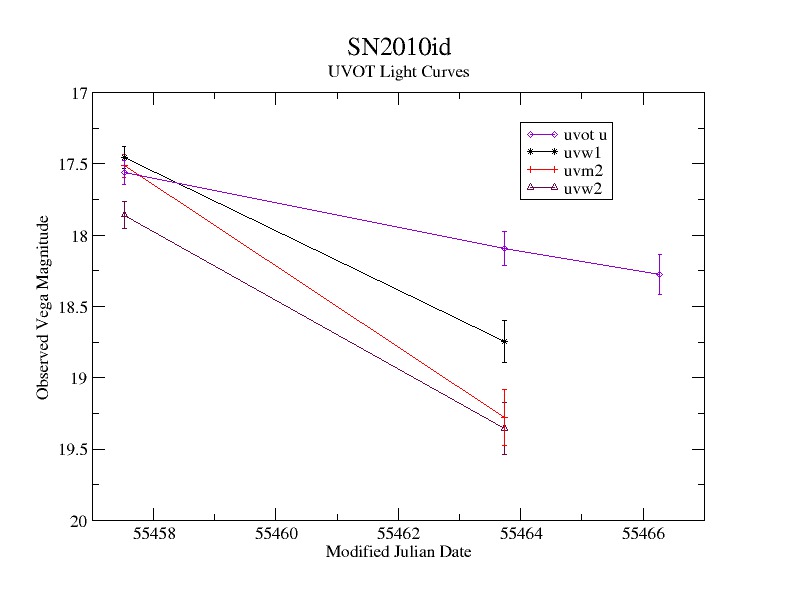 SN2010id
UVOT Light Curves
17
17.5
18
18.5
19
19.5
20
Observed Vega Magnitude
uvot u
uvw1
uvm2
uvw2
55458 55460 55462 55464 55466
Modified Julian Date